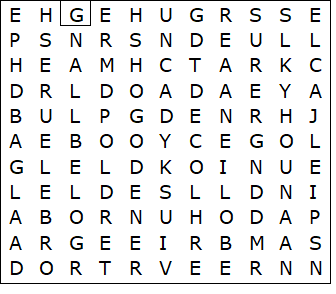 E H G E H U G R S S E
P S N R S N D E U L L
H E A M H C T A R K C
D R L D O A D A E Y A
B U L P G D E N R H J
A E B O O Y C E G O L
G L E L D K O I N U E
L E L D E S L L D N I
A B O R N U H O D A P
A R G E E I R B M A S
D O R T R V E E R N N